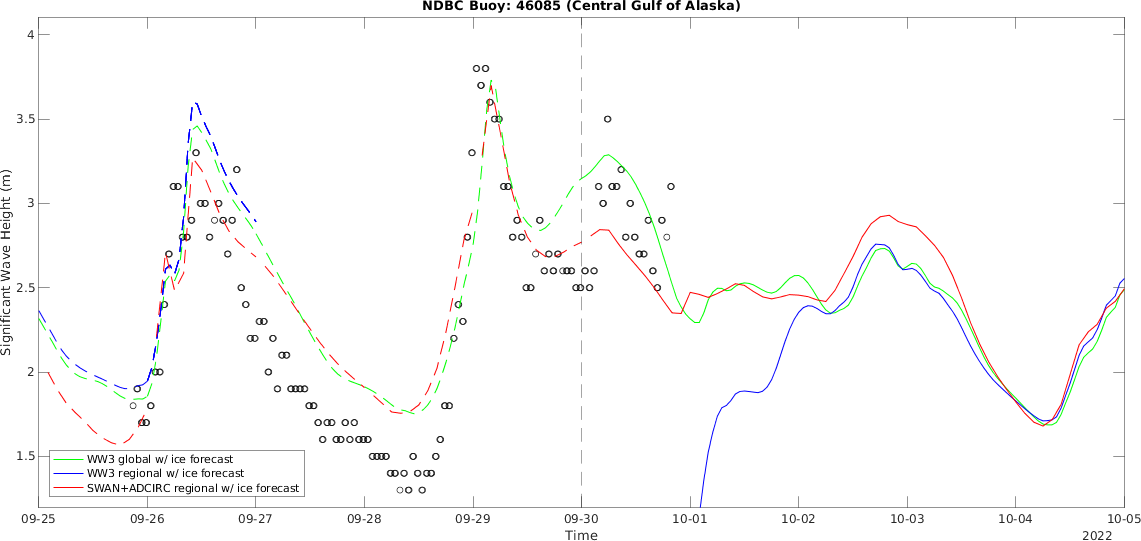 NDBC Buoy: 46085 (Central Gulf of Alaska)
Significant Wave Height (m)
4
3.5
3
2.5
2
1.5
WW3 global w/ ice forecast
WW3 regional w/ ice forecast
SWAN+ADCIRC regional w/ ice forecast
09-25 09-26 09-27 09-28 09-29 09-30 10-01 10-02 10-03 10-04 10-05
Time
2022